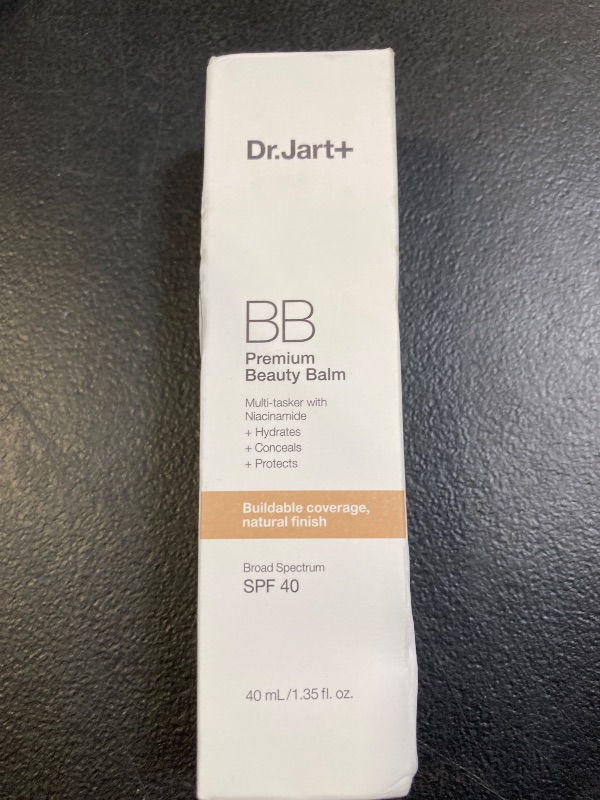 Dr.Jart+
BB
Premium
Beauty Balm
Multi-tasker with
Niacinamide
+ Hydrates
+ Conceals
+ Protects
Buildable coverage,
natural finish
Broad Spectrum
SPF 40
40 mL/1.35 fl. oz.